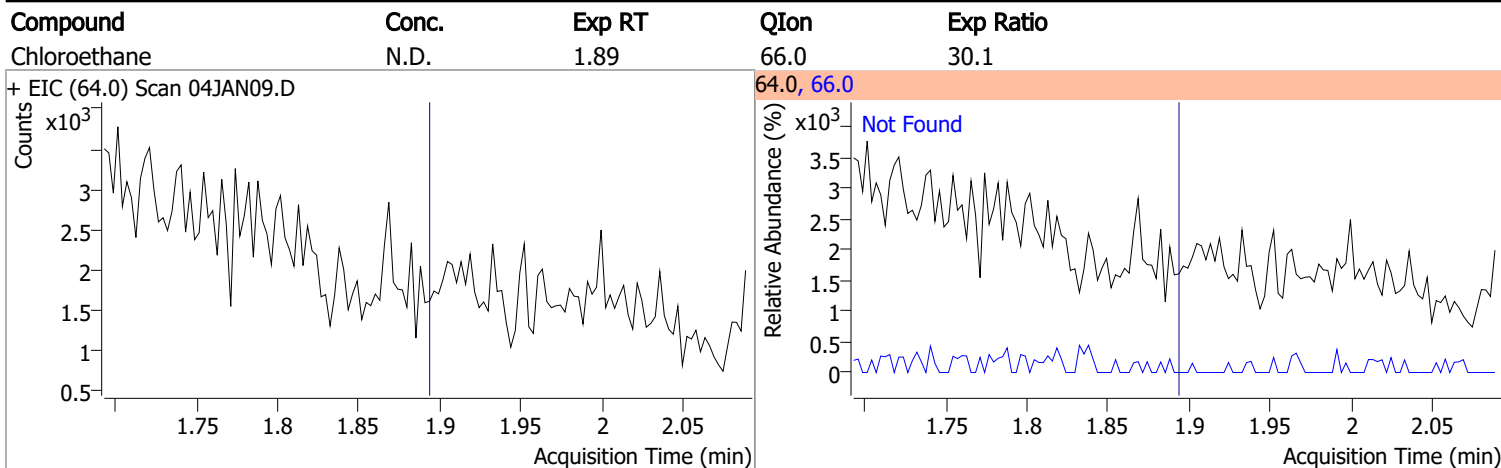 Compound Conc. Exp RT QIon Exp Ratio
Chloroethane N.D. 1.89 66.0 30.1
+ EIC (64.0) Scan 04JAN09.D
Counts
x10³
3
2.5
2
1.5
1
0.5
1.75 1.8 1.85 1.9 1.95 2 2.05
Acquisition Time (min)
64.0, 66.0
Relative Abundance (%)
x10³
Not Found
3.5
3
2.5
2
1.5
1
0.5
0
1.75 1.8 1.85 1.9 1.95 2 2.05
Acquisition Time (min)